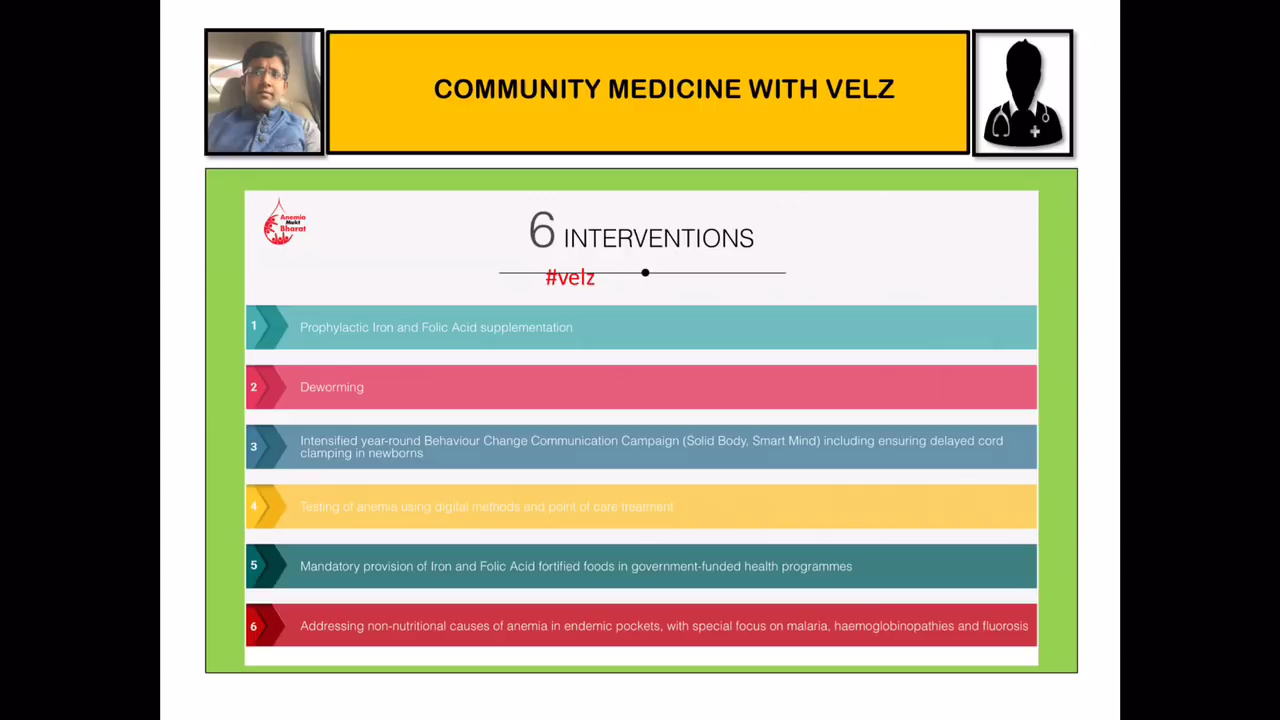 COMMUNITY MEDICINE WITH VELZ
Anemia
Mukt
Bharat
6 INTERVENTIONS
#velz
1 Prophylactic Iron and Folic Acid supplementation
2 Deworming
3 Intensified year-round Behaviour Change Communication Campaign (Solid Body, Smart Mind) including ensuring delayed cord
clamping in newborns
4 Testing of anemia using digital methods and point of care treatment
5 Mandatory provision of Iron and Folic Acid fortified foods in government-funded health programmes
6 Addressing non-nutritional causes of anemia in endemic pockets, with special focus on malaria, haemoglobinopathies and fluorosis